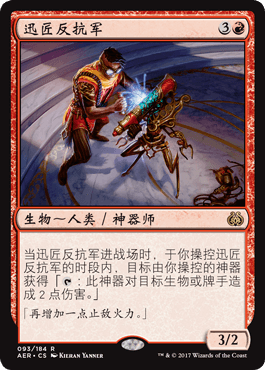 迅匠反抗军 3
生物～人类／神器师
当迅匠反抗军进战场时，于你操控迅匠
反抗军的时段内，目标由你操控的神器
获得「：此神器对目标生物或牌手造
成2点伤害。」
「再增加一点止敌火力。」
3/2
093/184 R
AER • CS KIERAN YANNER
™ & © 2017 Wizards of the Coast